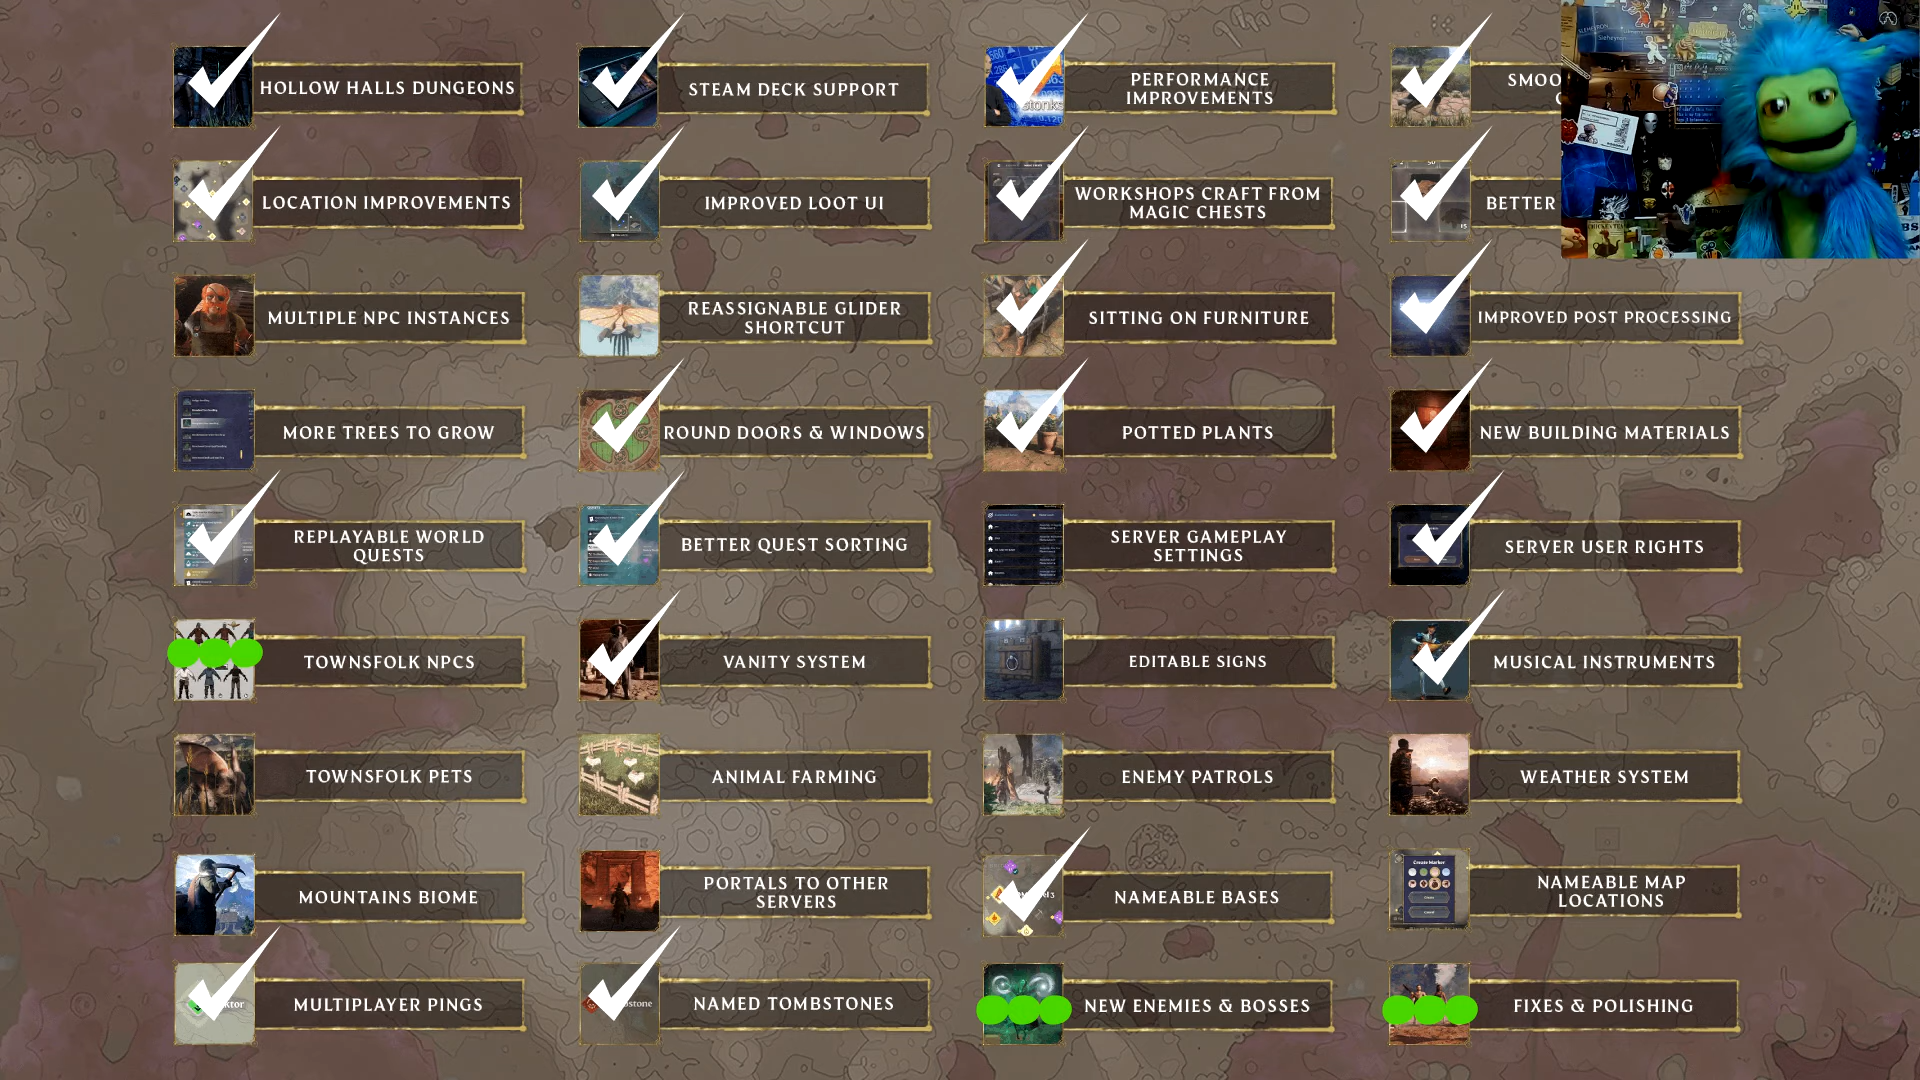 HOLLOW HALLS DUNGEONS
STEAM DECK SUPPORT
PERFORMANCE
IMPROVEMENTS
stonks
LOCATION IMPROVEMENTS
IMPROVED LOOT UI
WORKSHOPS CRAFT FROM
MAGIC CHESTS
BETTER
MULTIPLE NPC INSTANCES
REASSIGNABLE GLIDER
SHORTCUT
SITTING ON FURNITURE
IMPROVED POST PROCESSING
MORE TREES TO GROW
ROUND DOORS & WINDOWS
POTTED PLANTS
NEW BUILDING MATERIALS
REPLAYABLE WORLD
QUESTS
BETTER QUEST SORTING
SERVER GAMEPLAY
SETTINGS
SERVER USER RIGHTS
TOWNSFOLK NPCS
VANITY SYSTEM
EDITABLE SIGNS
MUSICAL INSTRUMENTS
TOWNSFOLK PETS
ANIMAL FARMING
ENEMY PATROLS
WEATHER SYSTEM
MOUNTAINS BIOME
PORTALS TO OTHER
SERVERS
NAMEABLE BASES
Create Marker
NAMEABLE MAP
LOCATIONS
MULTIPLAYER PINGS
NAMED TOMBSTONES
NEW ENEMIES & BOSSES
FIXES & POLISHING